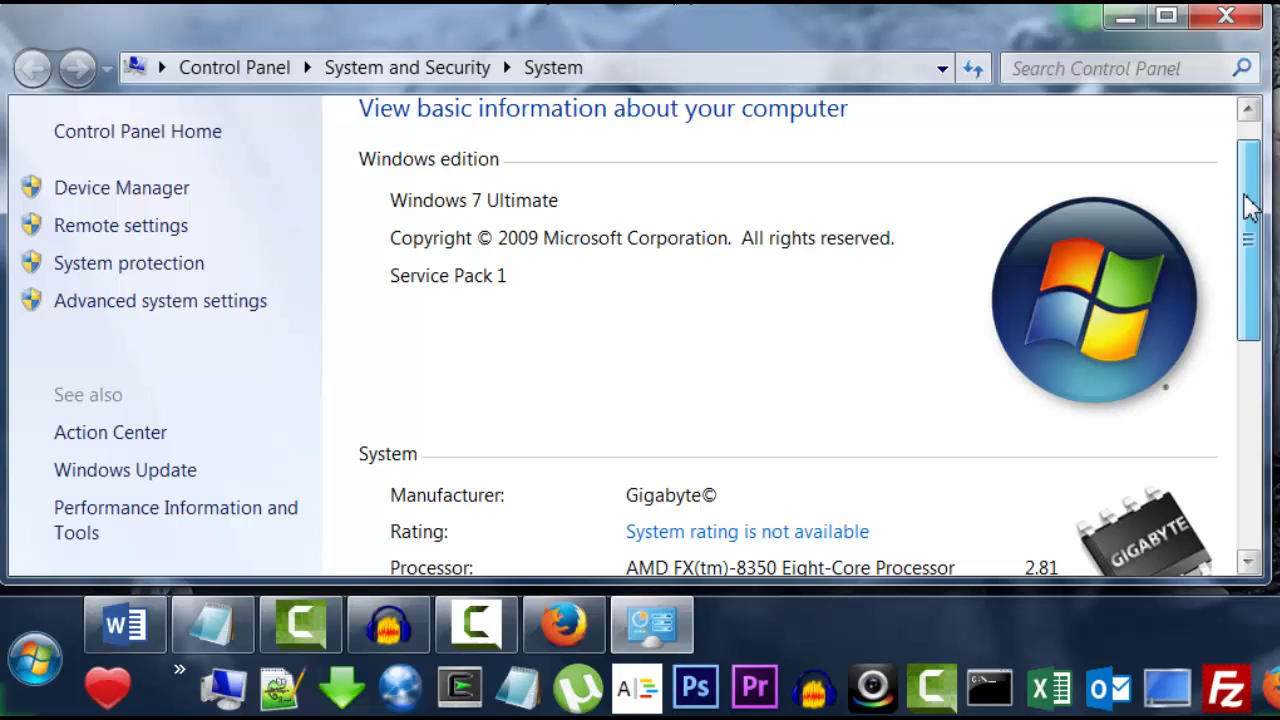 Control Panel System and Security System
Search Control Panel
Control Panel Home
Device Manager
Remote settings
System protection
Advanced system settings
See also
Action Center
Windows Update
Performance Information and
Tools
View basic information about your computer
Windows edition
Windows 7 Ultimate
Copyright © 2009 Microsoft Corporation. All rights reserved.
Service Pack 1
System
Manufacturer: Gigabyte©
Rating: System rating is not available
Processor: AMD FX(tm)-8350 Eight-Core Processor 2.81
GIGABYTE
W
C
C
E
A
Ps
Pr
C
C:\_
X
O
Fz